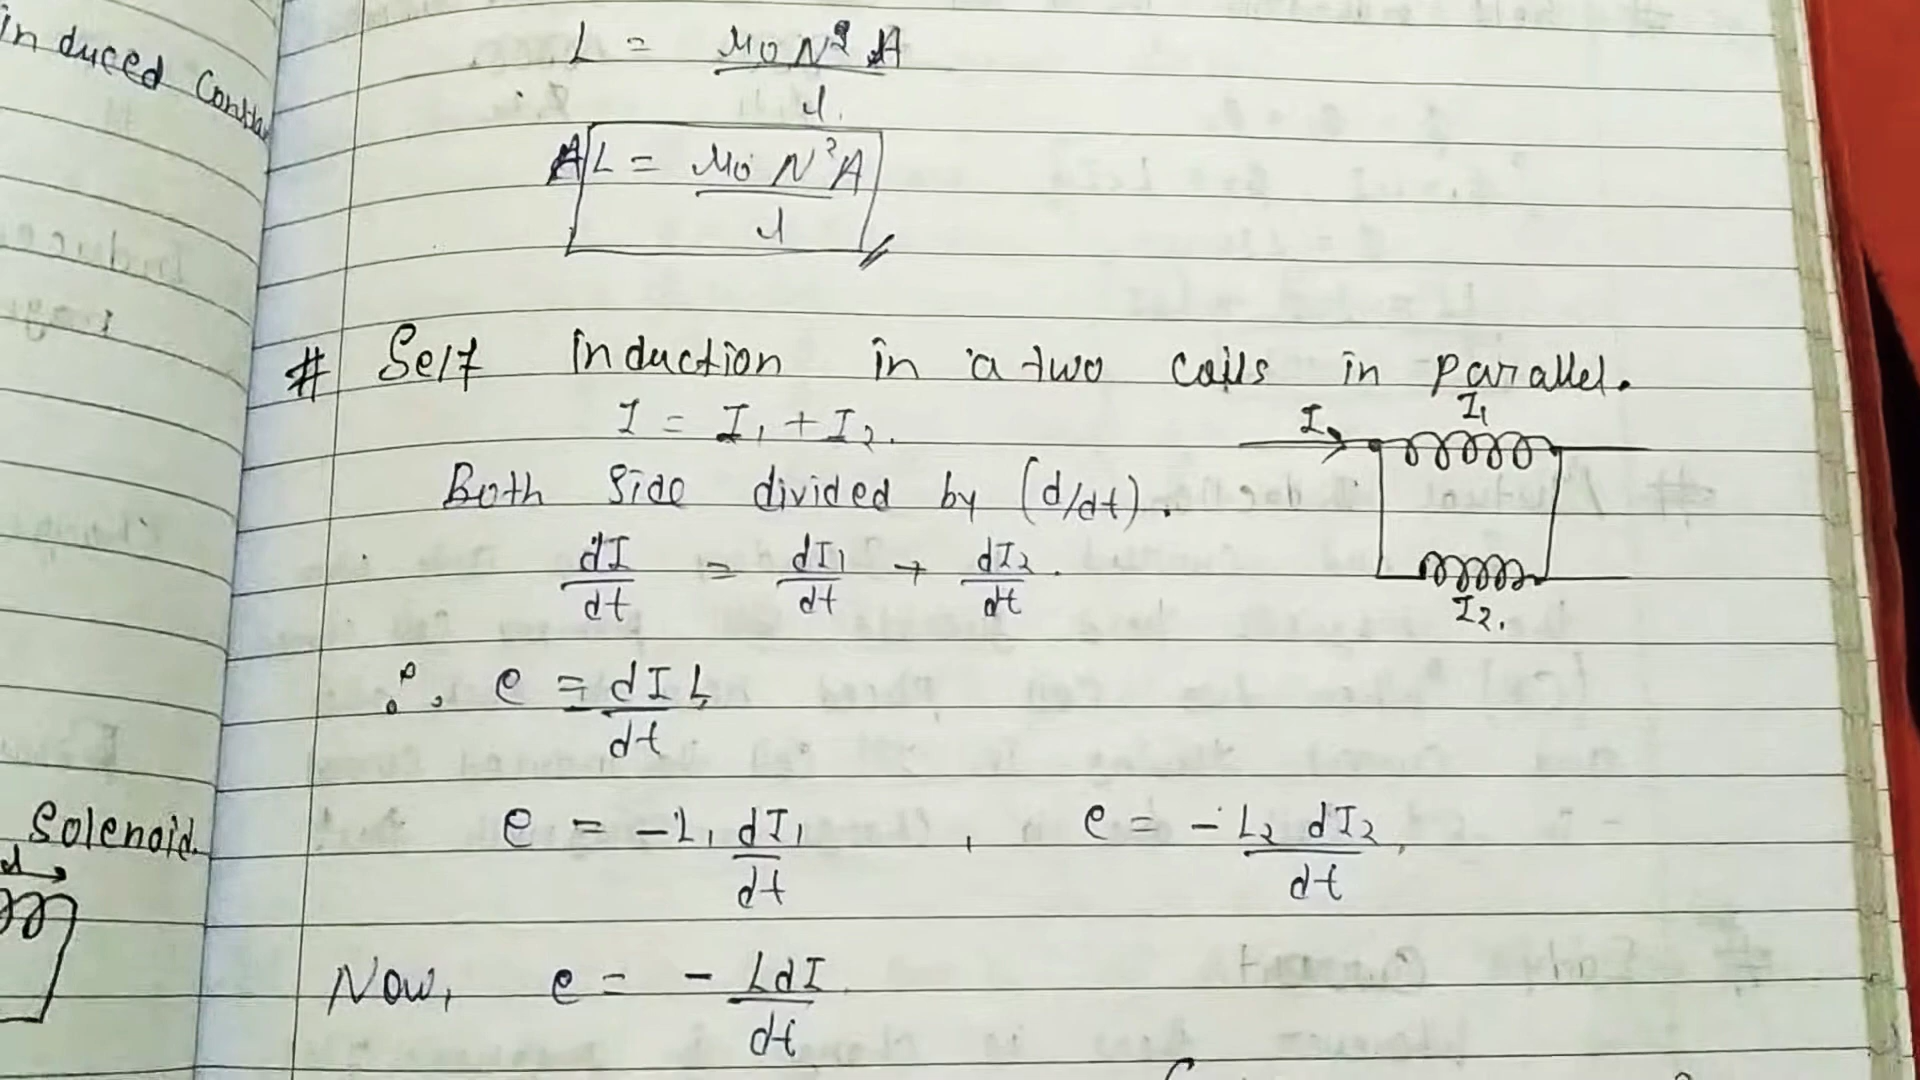 induced
L = μ0 N² A / l.
L = μ0 N² A / l
# Self induction in a two coils in parallel.
I = I₁ + I₂.
I
I₁
Both side divided by (d/dt).
dI/dt = dI₁/dt + dI₂/dt.
I₂.
∴ e = dI L / dt
Solenoid.
l
e = -L₁ dI₁/dt , e = - L₂ dI₂/dt.
Now, e = - LdI/dt